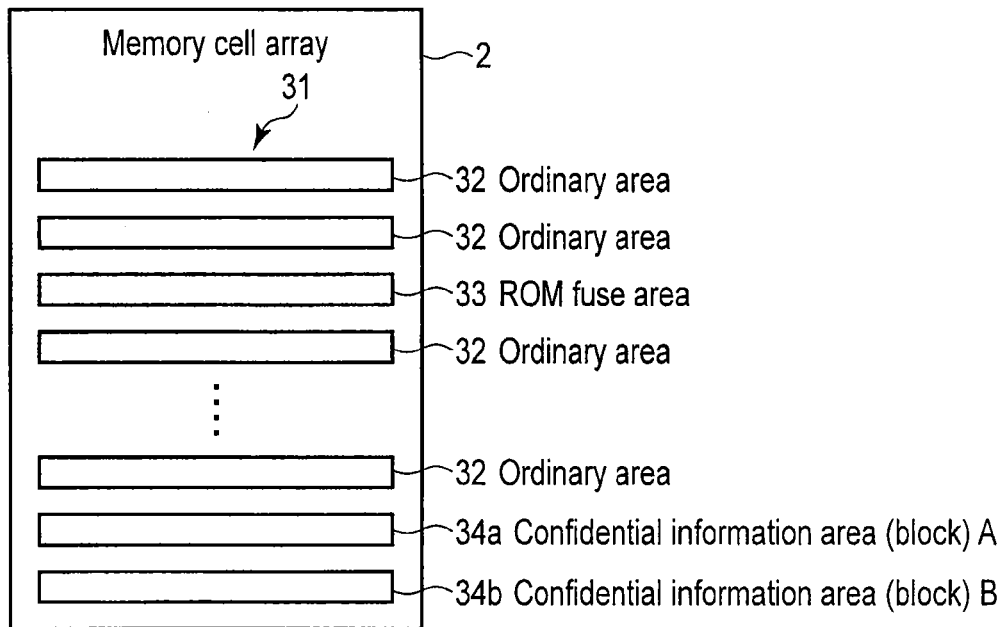 Memory cell array
2
31
32 Ordinary area
32 Ordinary area
33 ROM fuse area
32 Ordinary area
32 Ordinary area
34a Confidential information area (block) A
34b Confidential information area (block) B